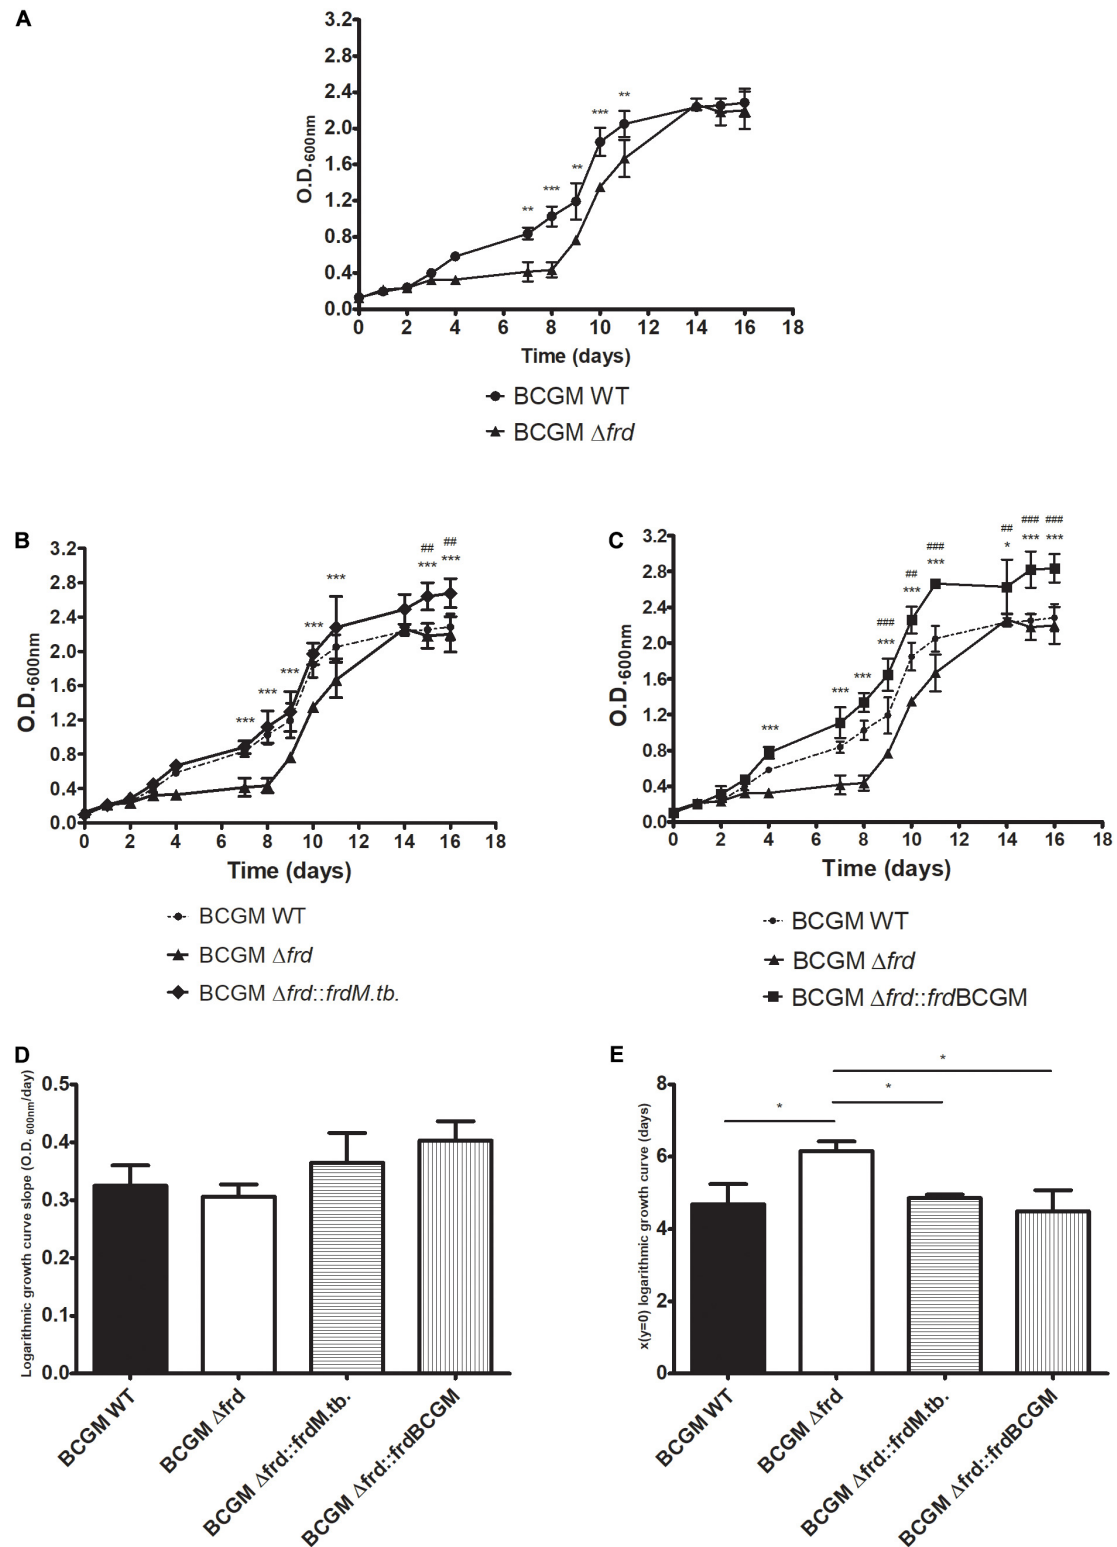 A
3.2
2.8
2.4
2.0
1.6
1.2
0.8
0.4
0.0
O.D.600nm
** *** ** *** **
0 2 4 6 8 10 12 14 16 18
Time (days)
BCGM WT
BCGM Δfrd
B
3.2
2.8
2.4
2.0
1.6
1.2
0.8
0.4
0.0
O.D.600nm
## ##
*** *** *** *** *** *** ***
0 2 4 6 8 10 12 14 16 18
Time (days)
BCGM WT
BCGM Δfrd
BCGM Δfrd::frdM.tb.
C
3.2
2.8
2.4
2.0
1.6
1.2
0.8
0.4
0.0
O.D.600nm
### ## ### ## ### ###
*** *** *** *** *** *** * *** ***
0 2 4 6 8 10 12 14 16 18
Time (days)
BCGM WT
BCGM Δfrd
BCGM Δfrd::frdBCGM
D
0.5
0.4
0.3
0.2
0.1
0.0
Logarithmic growth curve slope (O.D. 600nm/day)
BCGM WT
BCGM Δfrd
BCGM Δfrd::frdM.tb.
BCGM Δfrd::frdBCGM
E
8
6
4
2
0
x(y=0) logarithmic growth curve (days)
*
*
*
BCGM WT
BCGM Δfrd
BCGM Δfrd::frdM.tb.
BCGM Δfrd::frdBCGM